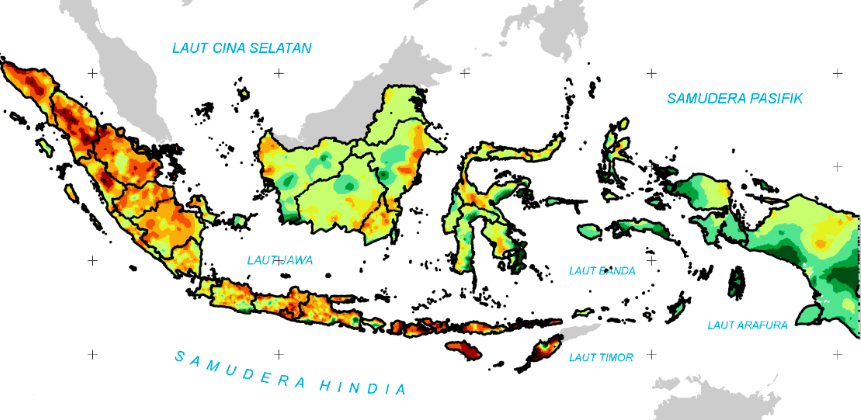 LAUT CINA SELATAN
SAMUDERA PASIFIK
LAUT JAWA
LAUT BANDA
LAUT ARAFURA
LAUT TIMOR
SAMUDERA HINDIA